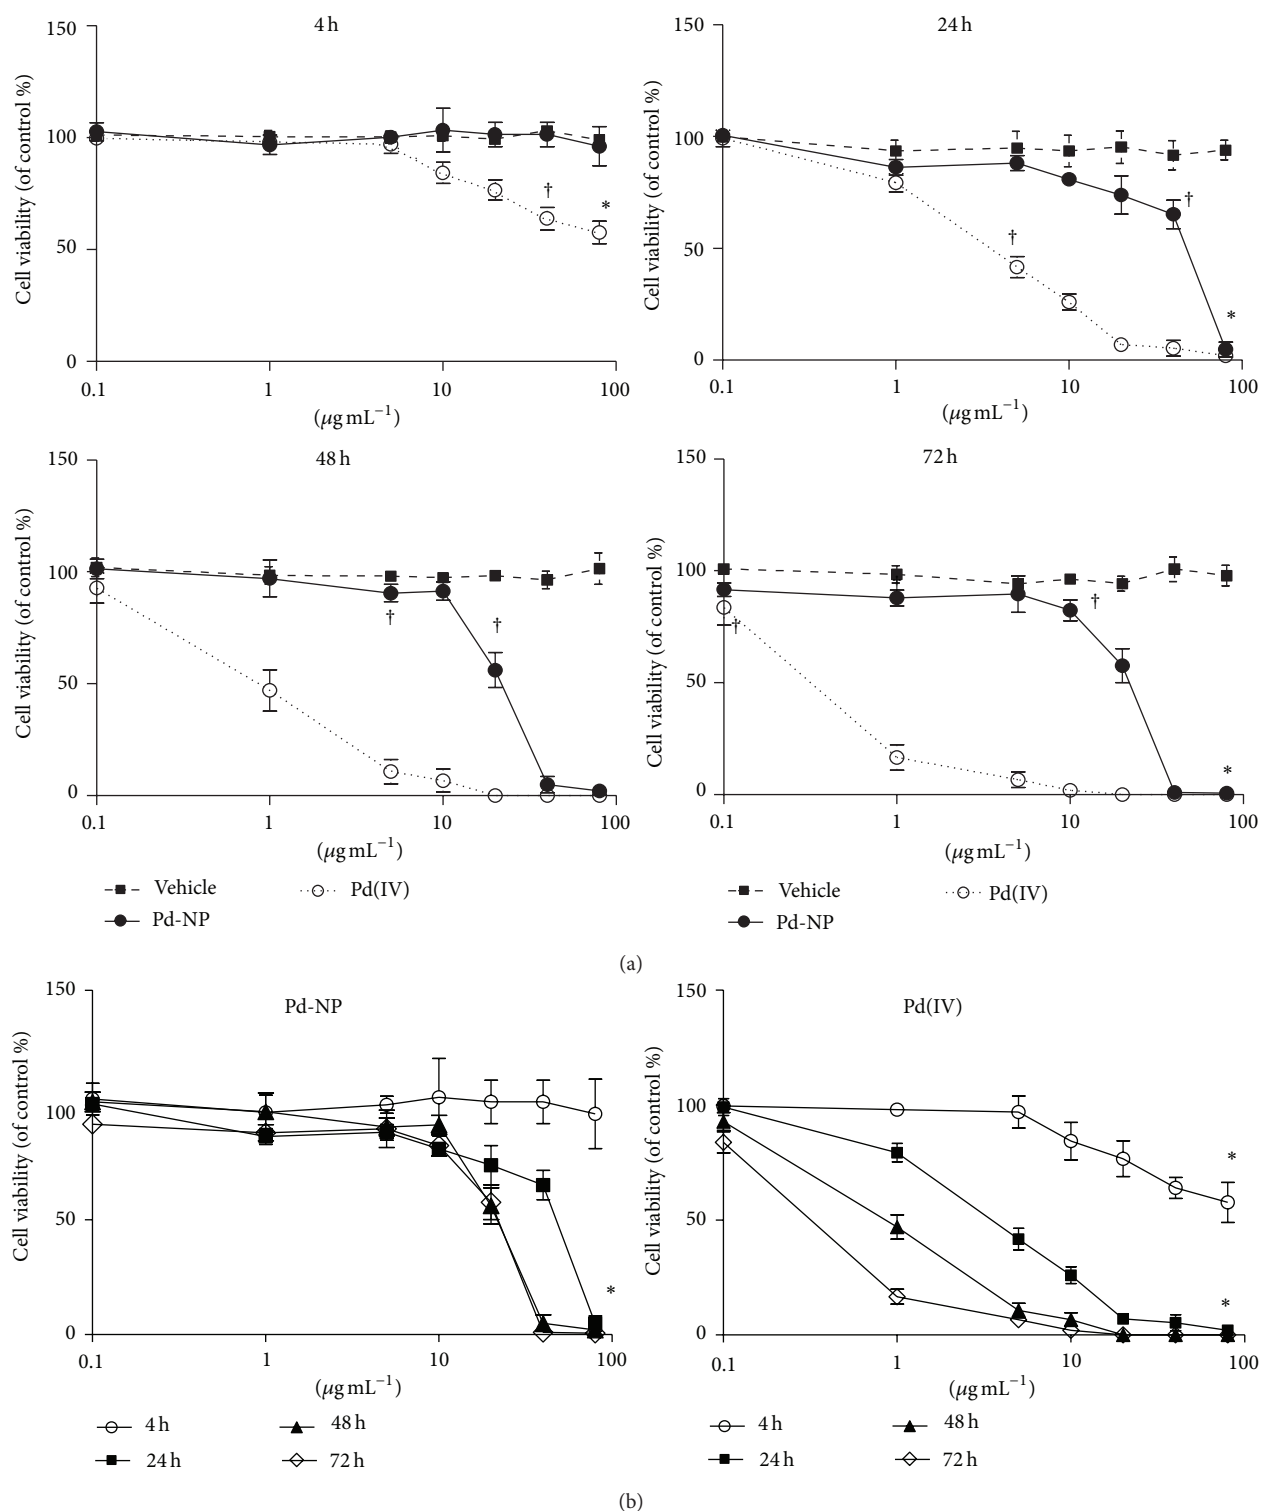 4 h
Cell viability (of control %)
150
100
50
0
0.1 1 10 100
(μg mL⁻¹)
†
*
24 h
Cell viability (of control %)
150
100
50
0
0.1 1 10 100
(μg mL⁻¹)
†
†
*
48 h
Cell viability (of control %)
150
100
50
0
0.1 1 10 100
(μg mL⁻¹)
†
†
Vehicle
Pd(IV)
Pd-NP
72 h
Cell viability (of control %)
150
100
50
0
0.1 1 10 100
(μg mL⁻¹)
†
†
*
Vehicle
Pd(IV)
Pd-NP
(a)
Pd-NP
Cell viability (of control %)
150
100
50
0
0.1 1 10 100
(μg mL⁻¹)
*
4 h
48 h
24 h
72 h
Pd(IV)
Cell viability (of control %)
150
100
50
0
0.1 1 10 100
(μg mL⁻¹)
*
*
4 h
48 h
24 h
72 h
(b)